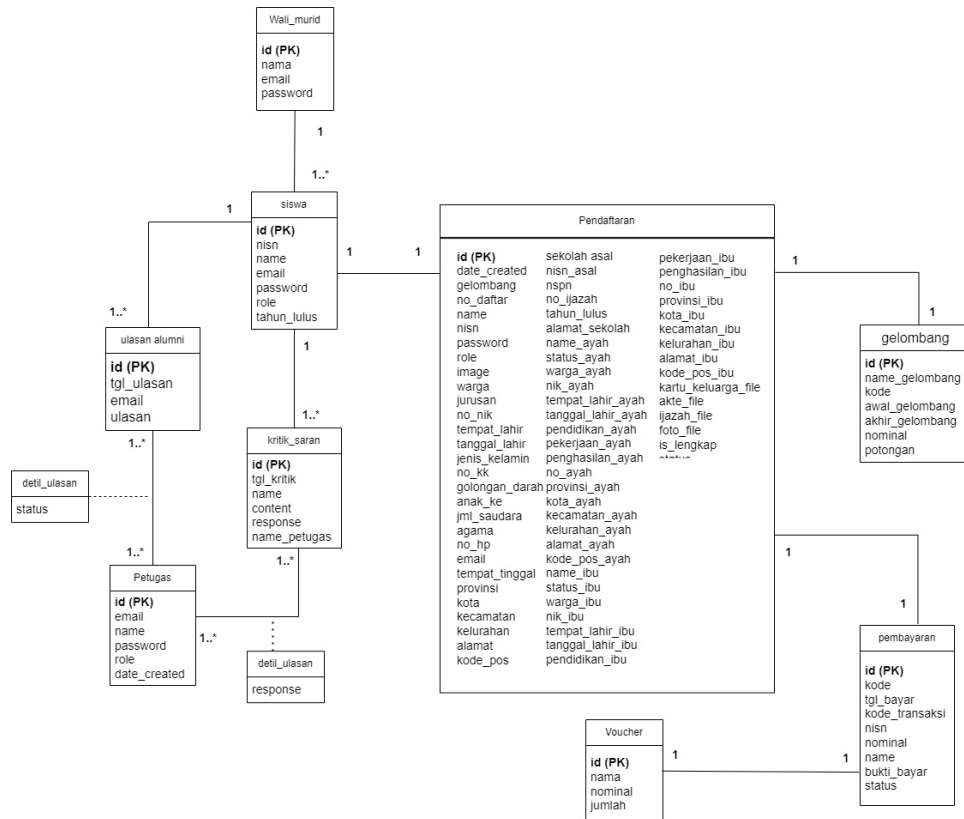 Wali_murid
id (PK)
nama
email
password
1
1..*
siswa
id (PK)
nisn
name
email
password
role
tahun_lulus
1
1
1
1..*
ulasan alumni
id (PK)
tgl_ulasan
email
ulasan
1..*
detil_ulasan
status
1..*
Petugas
id (PK)
email
name
password
role
date_created
1
1..*
kritik_saran
id (PK)
tgl_kritik
name
content
response
name_petugas
1..*
1..*
detil_ulasan
response
Pendaftaran
id (PK)
date_created
gelombang
no_daftar
name
nisn
password
role
image
warga
jurusan
no_nik
tempat_lahir
tanggal_lahir
jenis_kelamin
no_kk
golongan_darah
anak_ke
jml_saudara
agama
no_hp
email
tempat_tinggal
provinsi
kota
kecamatan
kelurahan
alamat
kode_pos
sekolah asal
nisn_asal
nspn
no_ijazah
tahun_lulus
alamat_sekolah
name_ayah
status_ayah
warga_ayah
nik_ayah
tempat_lahir_ayah
tanggal_lahir_ayah
pendidikan_ayah
pekerjaan_ayah
penghasilan_ayah
no_ayah
provinsi_ayah
kota_ayah
kecamatan_ayah
kelurahan_ayah
alamat_ayah
kode_pos_ayah
name_ibu
status_ibu
warga_ibu
nik_ibu
tempat_lahir_ibu
tanggal_lahir_ibu
pendidikan_ibu
pekerjaan_ibu
penghasilan_ibu
no_ibu
provinsi_ibu
kota_ibu
kecamatan_ibu
kelurahan_ibu
alamat_ibu
kode_pos_ibu
kartu_keluarga_file
akte_file
ijazah_file
foto_file
is_lengkap
status
1
1
gelombang
id (PK)
name_gelombang
kode
awal_gelombang
akhir_gelombang
nominal
potongan
1
1
pembayaran
id (PK)
kode
tgl_bayar
kode_transaksi
nisn
nominal
name
bukti_bayar
status
Voucher
id (PK)
nama
nominal
jumlah
1
1